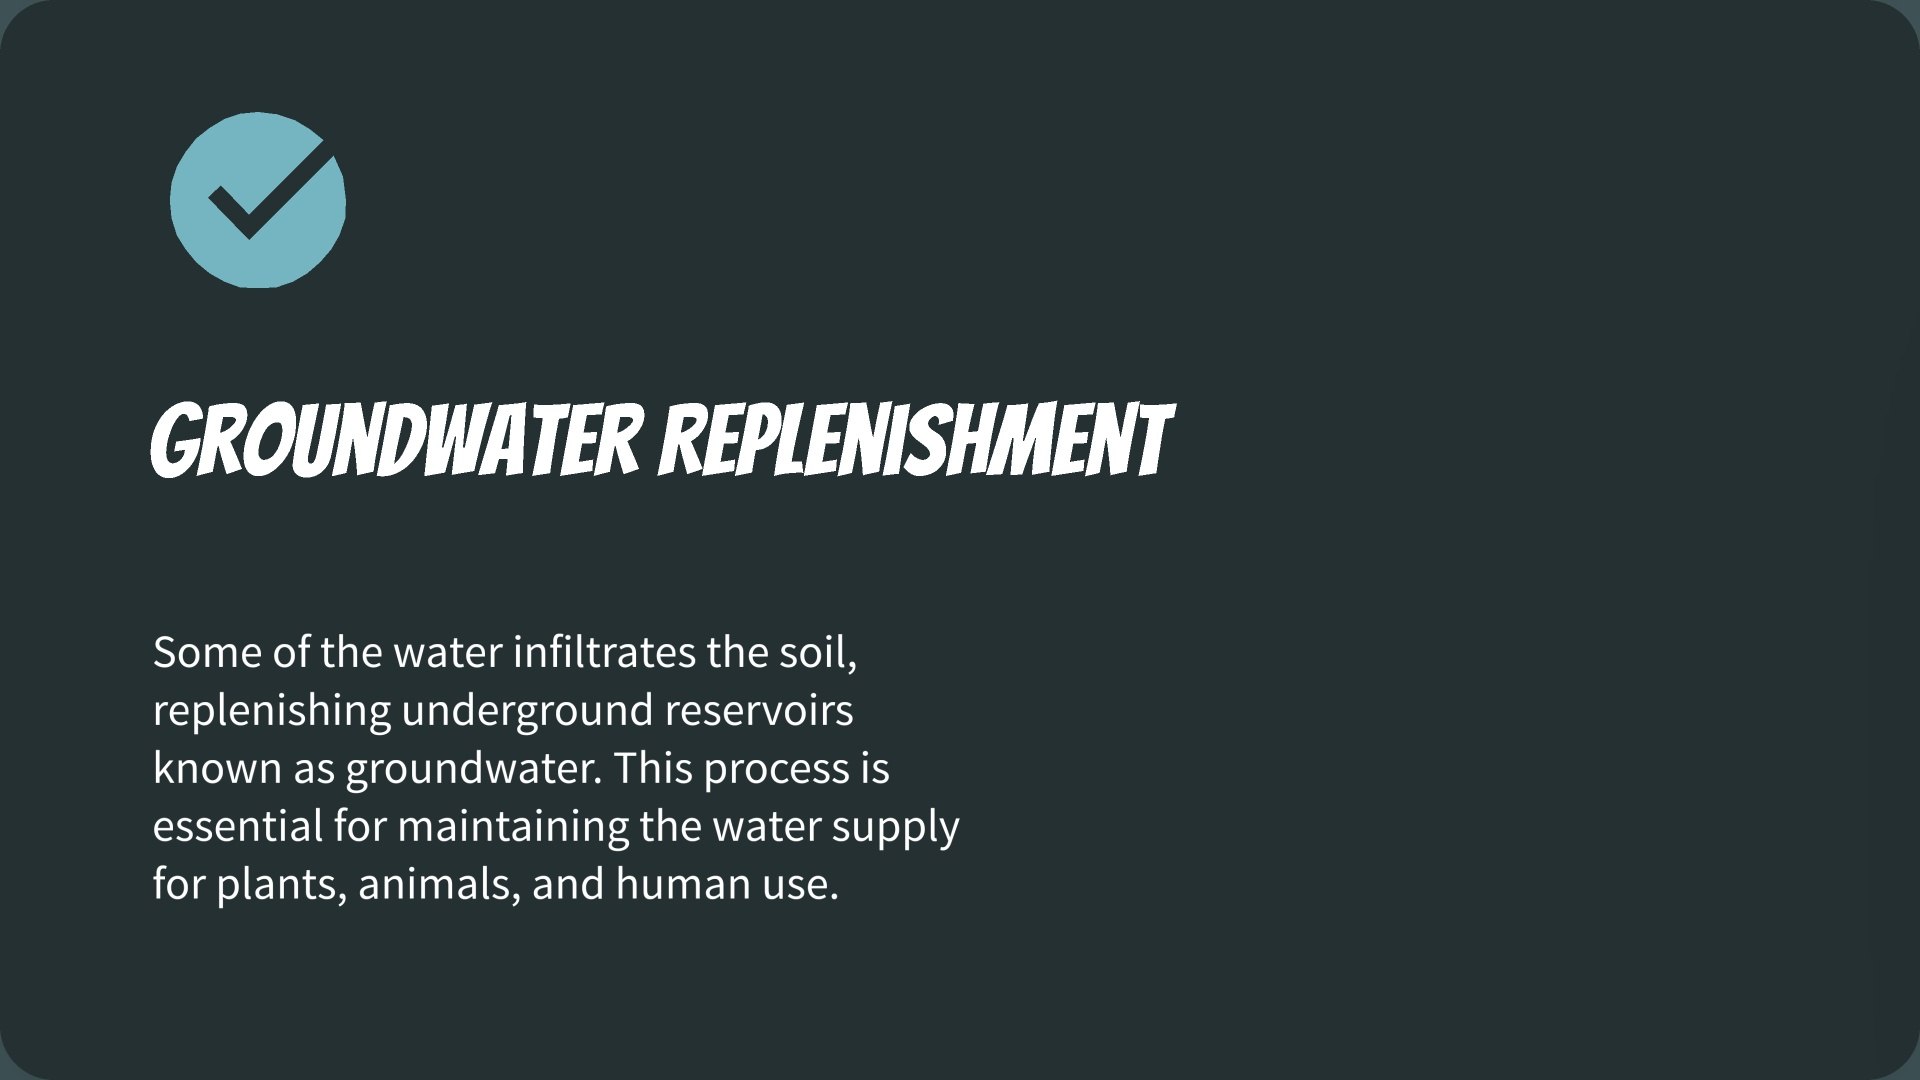 GROUNDWATER REPLENISHMENT
Some of the water infiltrates the soil,
replenishing underground reservoirs
known as groundwater. This process is
essential for maintaining the water supply
for plants, animals, and human use.